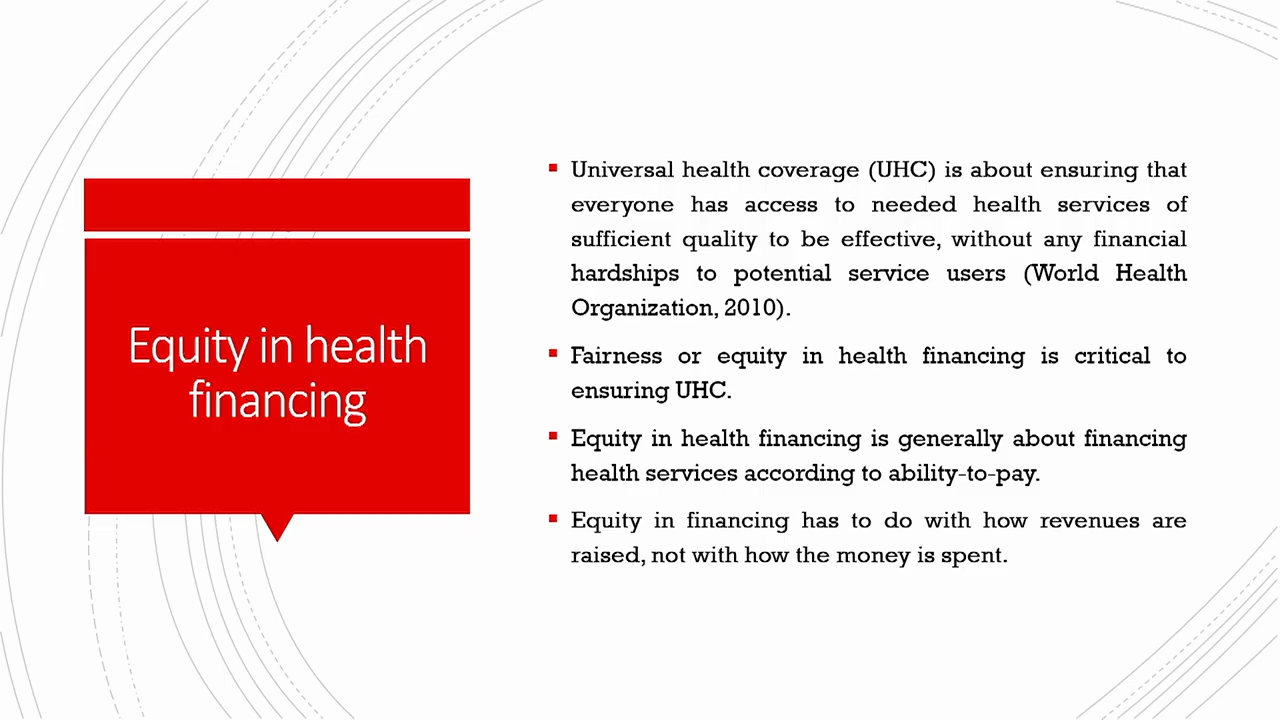 Equity in health
financing
Universal health coverage (UHC) is about ensuring that
everyone has access to needed health services of
sufficient quality to be effective, without any financial
hardships to potential service users (World Health
Organization, 2010).
Fairness or equity in health financing is critical to
ensuring UHC.
Equity in health financing is generally about financing
health services according to ability-to-pay.
Equity in financing has to do with how revenues are
raised, not with how the money is spent.